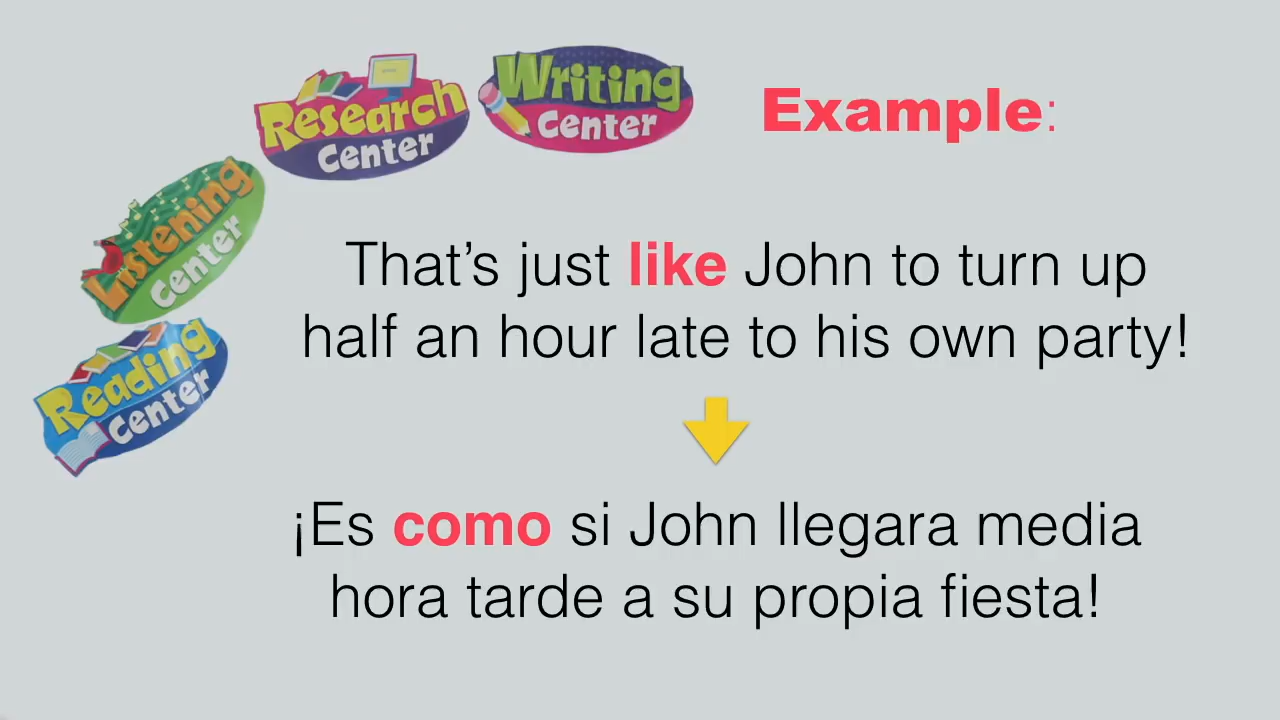 Research
Center
Writing
Center
Example:
Listening
Center
Reading
Center
That's just like John to turn up
half an hour late to his own party!
¡Es como si John llegara media
hora tarde a su propia fiesta!